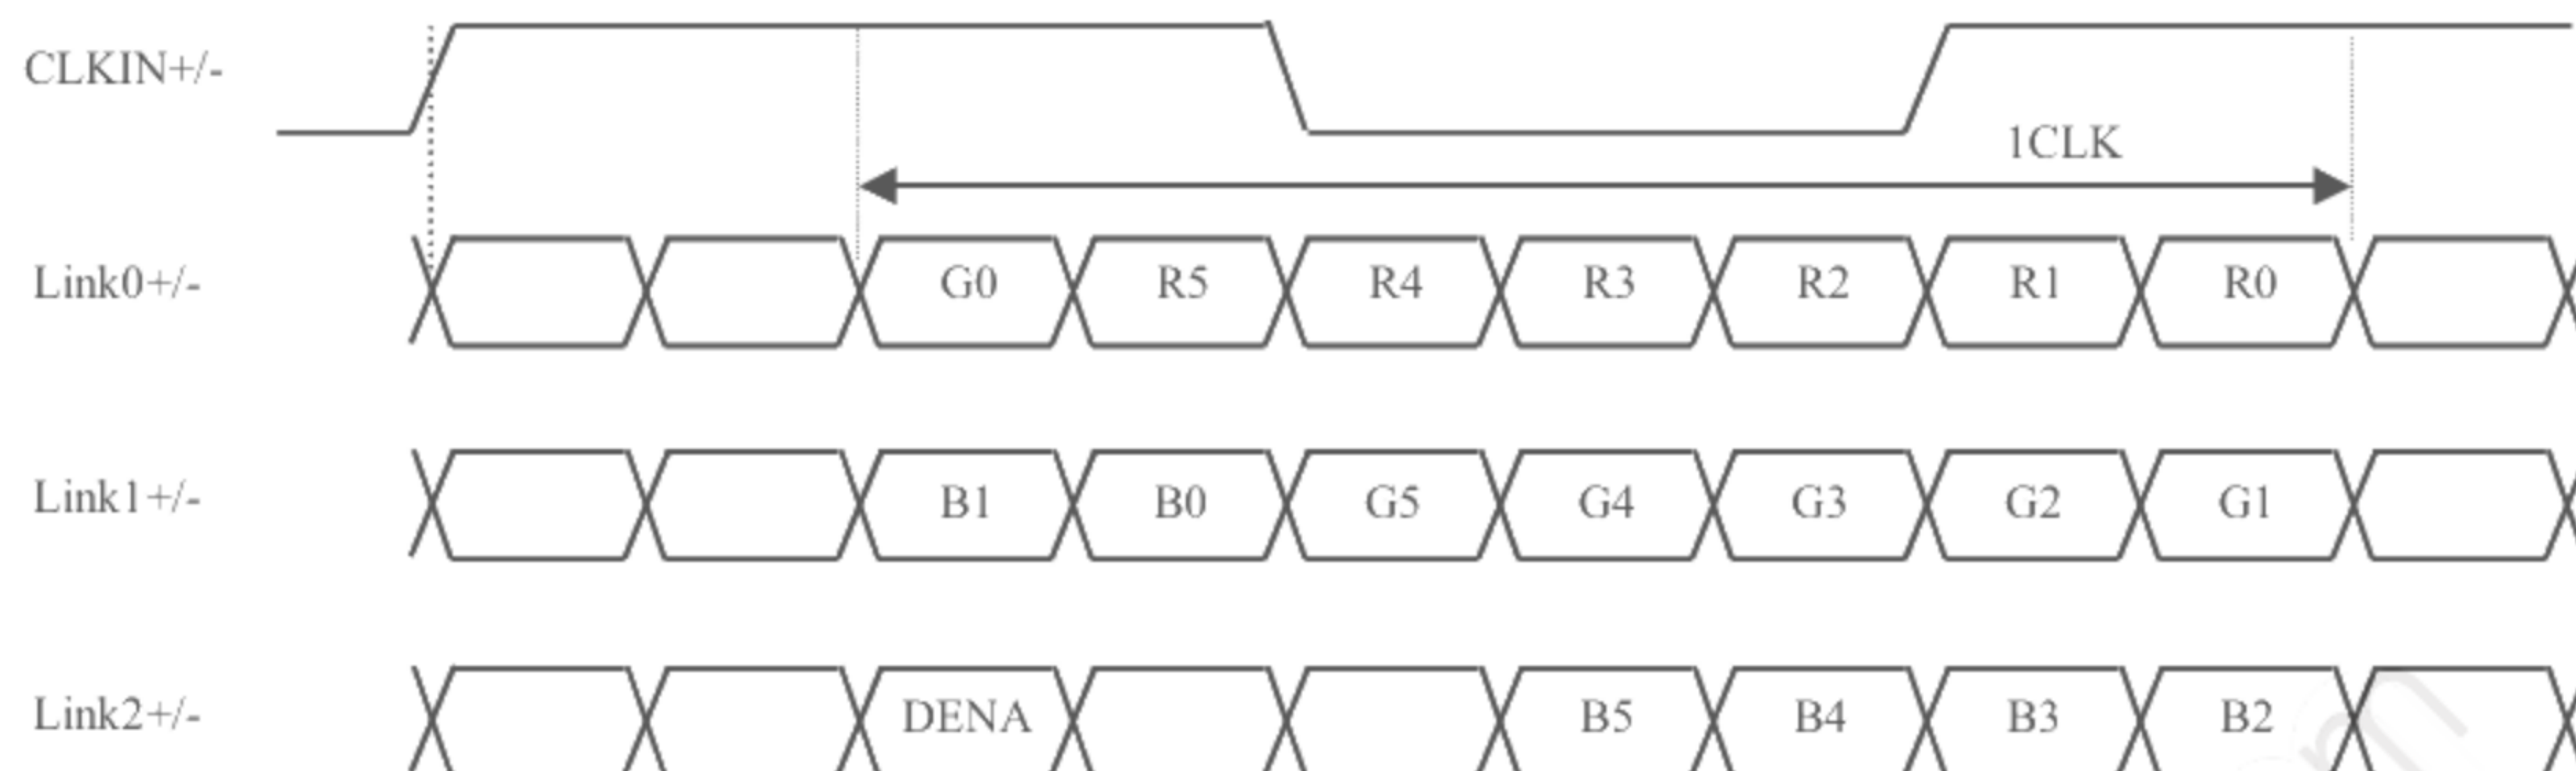 CLKIN+/-
1CLK
Link0+/- G0 R5 R4 R3 R2 R1 R0
Link1+/- B1 B0 G5 G4 G3 G2 G1
Link2+/- DENA B5 B4 B3 B2